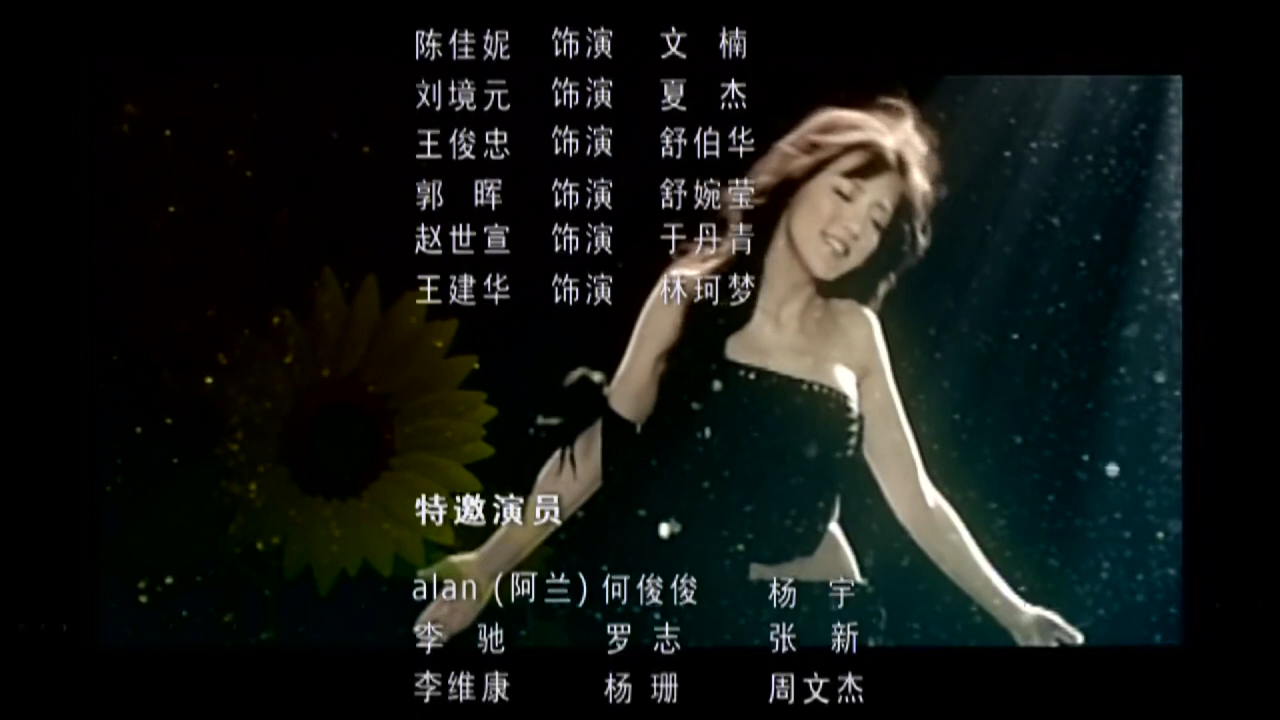 陈佳妮 饰演 文 楠
刘境元 饰演 夏 杰
王俊忠 饰演 舒伯华
郭 晖 饰演 舒婉莹
赵世宣 饰演 于丹青
王建华 饰演 林珂梦
特邀演员
alan (阿兰) 何俊俊 杨 宇
李 驰 罗 志 张 新
李维康 杨 珊 周文杰